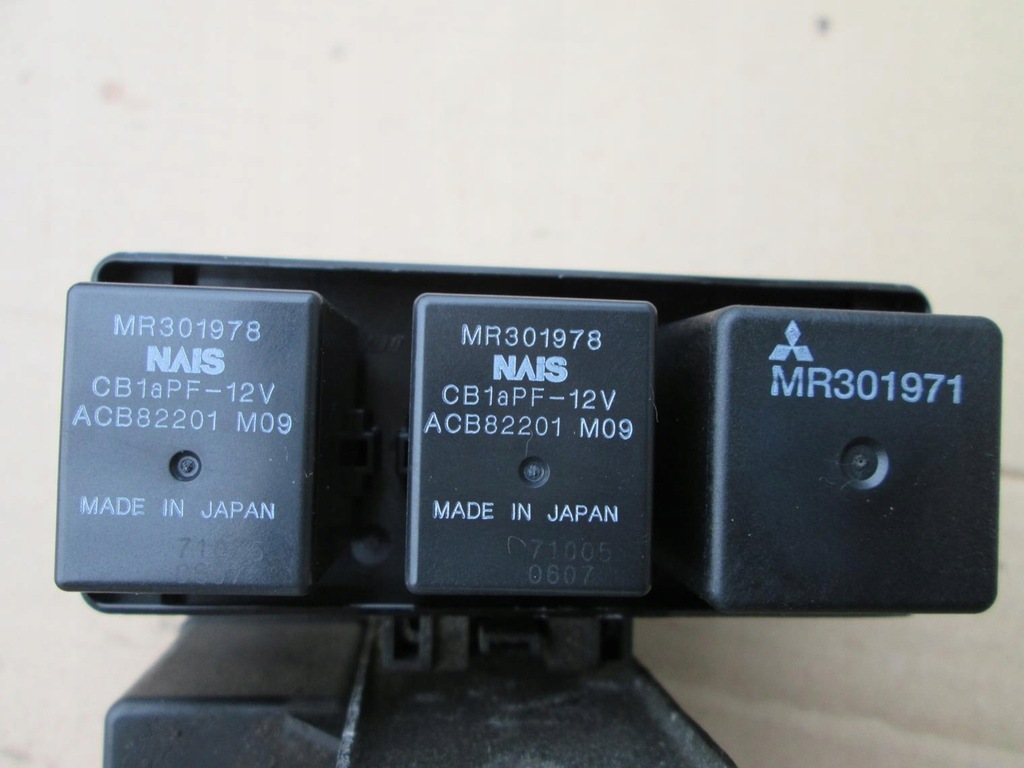 MR301978
NAIS
CB1aPF-12V
ACB82201 M09
MADE IN JAPAN
MR301978
NAIS
CB1aPF-12V
ACB82201 M09
MADE IN JAPAN
71005
0607
MR301971